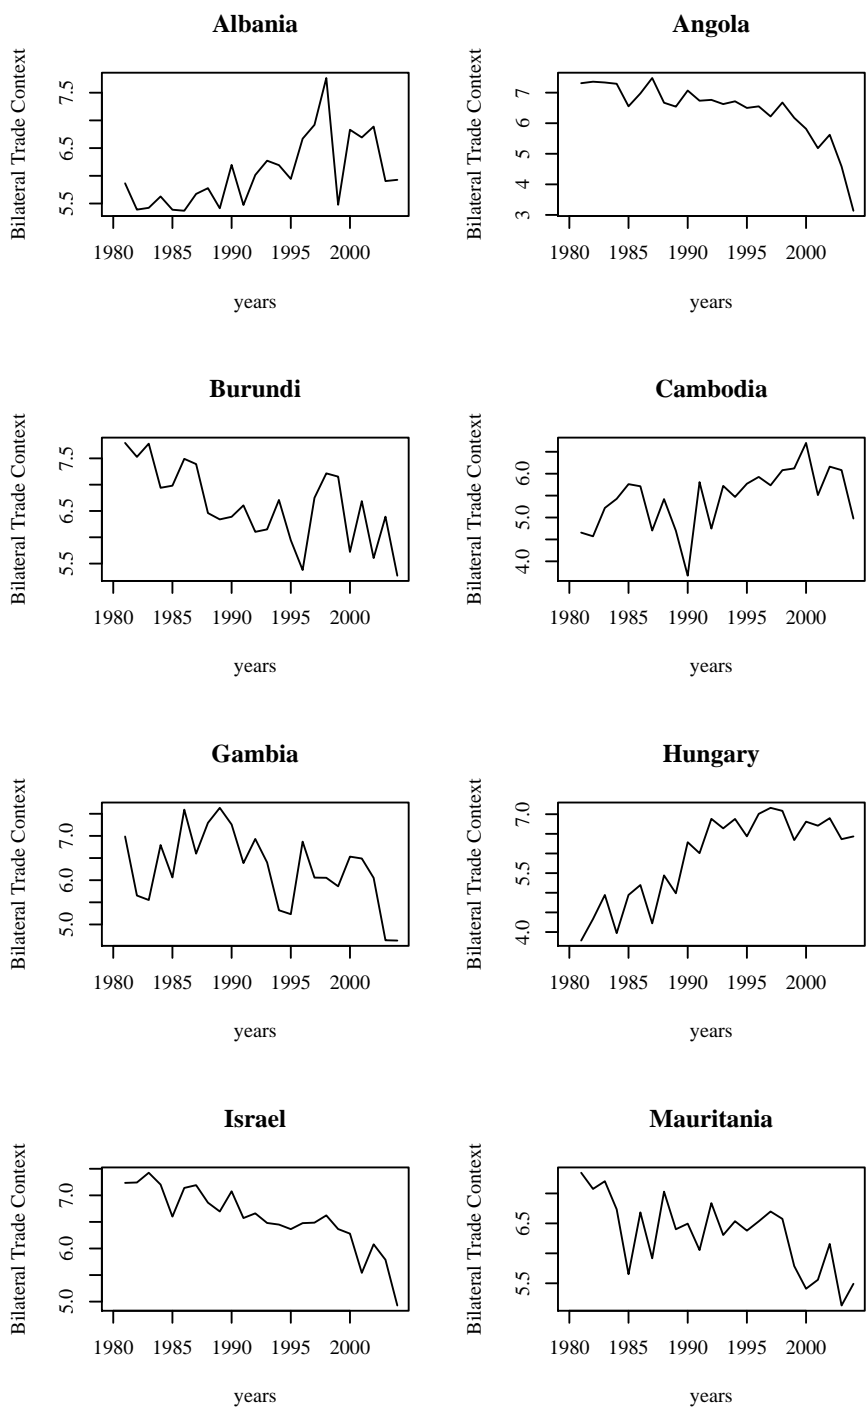 Albania
Bilateral Trade Context
7.5
6.5
5.5
1980 1985 1990 1995 2000
years
Angola
Bilateral Trade Context
7
6
5
4
3
1980 1985 1990 1995 2000
years
Burundi
Bilateral Trade Context
7.5
6.5
5.5
1980 1985 1990 1995 2000
years
Cambodia
Bilateral Trade Context
6.0
5.0
4.0
1980 1985 1990 1995 2000
years
Gambia
Bilateral Trade Context
7.0
6.0
5.0
1980 1985 1990 1995 2000
years
Hungary
Bilateral Trade Context
7.0
5.5
4.0
1980 1985 1990 1995 2000
years
Israel
Bilateral Trade Context
7.0
6.0
5.0
1980 1985 1990 1995 2000
years
Mauritania
Bilateral Trade Context
6.5
5.5
1980 1985 1990 1995 2000
years